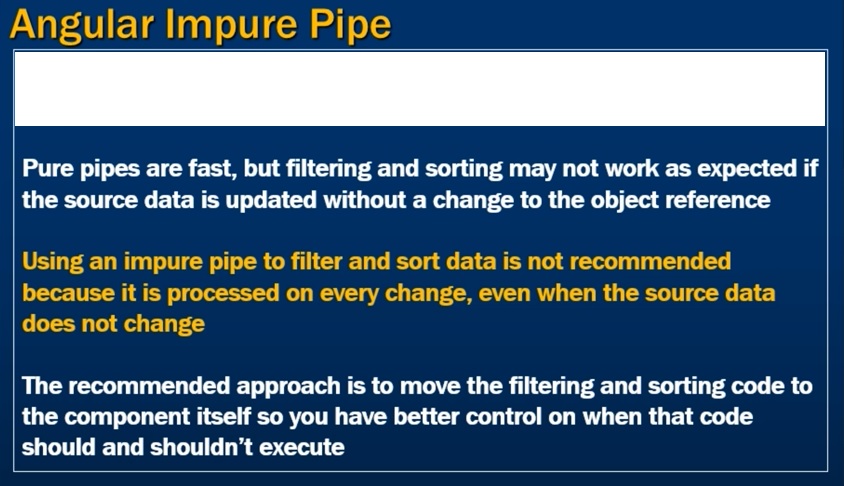 Angular Impure Pipe
Pure pipes are fast, but filtering and sorting may not work as expected if
the source data is updated without a change to the object reference
Using an impure pipe to filter and sort data is not recommended
because it is processed on every change, even when the source data
does not change
The recommended approach is to move the filtering and sorting code to
the component itself so you have better control on when that code
should and shouldn’t execute